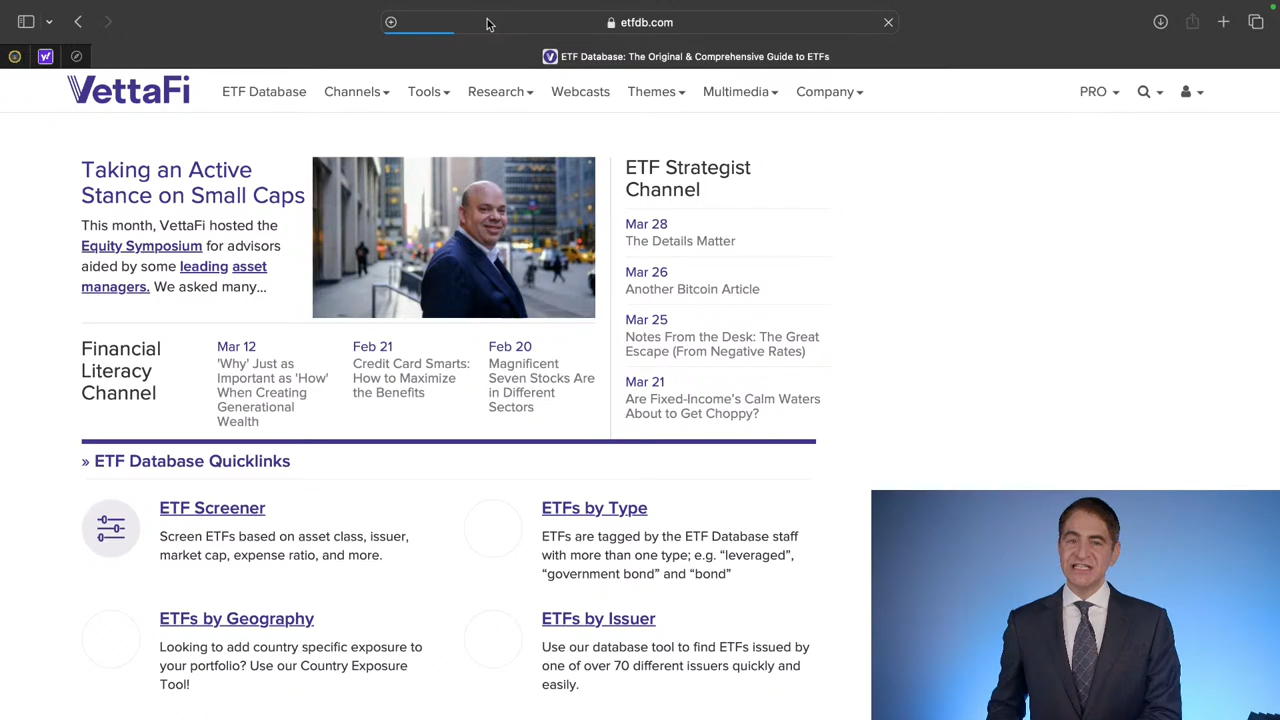 etfdb.com
ETF Database: The Original & Comprehensive Guide to ETFs
VettaFi
ETF Database
Channels
Tools
Research
Webcasts
Themes
Multimedia
Company
PRO
Taking an Active
Stance on Small Caps
This month, VettaFi hosted the
Equity Symposium for advisors
aided by some leading asset
managers. We asked many...
Financial
Literacy
Channel
Mar 12
'Why' Just as
Important as 'How'
When Creating
Generational
Wealth
Feb 21
Credit Card Smarts:
How to Maximize
the Benefits
Feb 20
Magnificent
Seven Stocks Are
in Different
Sectors
ETF Strategist
Channel
Mar 28
The Details Matter
Mar 26
Another Bitcoin Article
Mar 25
Notes From the Desk: The Great
Escape (From Negative Rates)
Mar 21
Are Fixed-Income's Calm Waters
About to Get Choppy?
» ETF Database Quicklinks
ETF Screener
Screen ETFs based on asset class, issuer,
market cap, expense ratio, and more.
ETFs by Type
ETFs are tagged by the ETF Database staff
with more than one type; e.g. “leveraged”,
“government bond” and “bond”
ETFs by Geography
Looking to add country specific exposure to
your portfolio? Use our Country Exposure
Tool!
ETFs by Issuer
Use our database tool to find ETFs issued by
one of over 70 different issuers quickly and
easily.